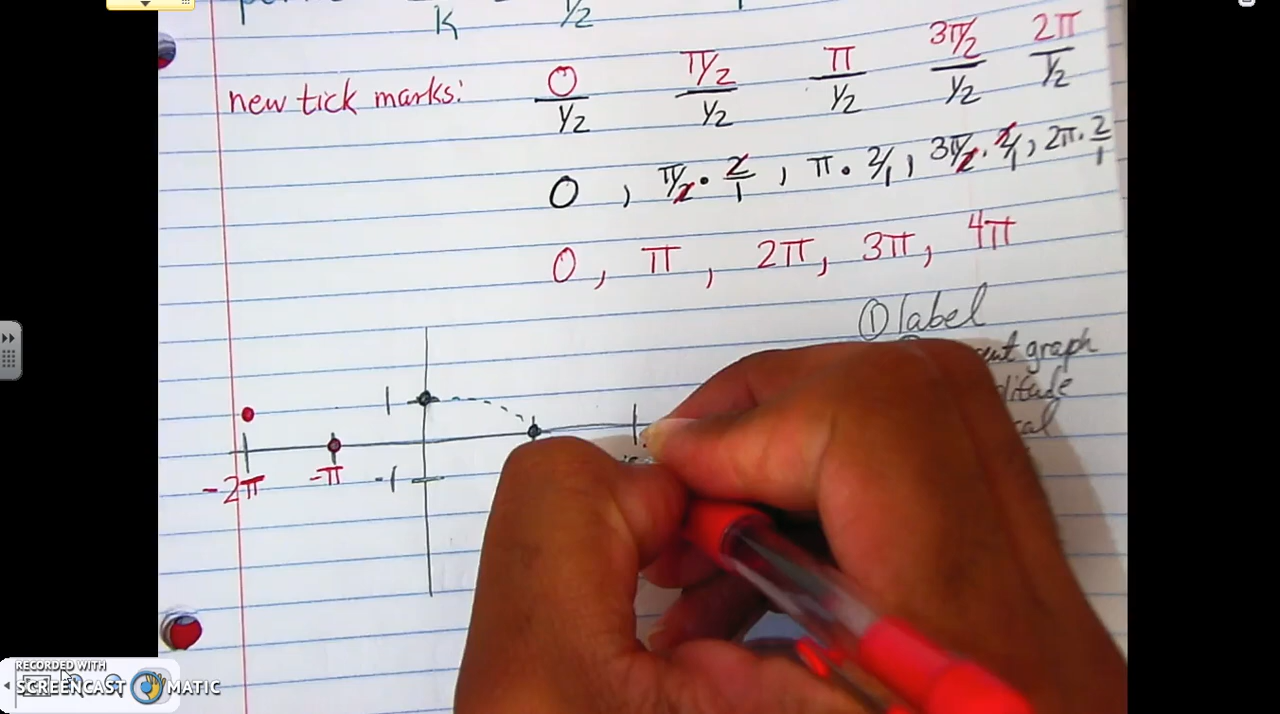 K 1/2
new tick marks: 0/(1/2) (π/2)/(1/2) π/(1/2) (3π/2)/(1/2) 2π/(1/2)
0, π/2 · 2/1, π · 2/1, 3π/2 · 2/1, 2π · 2/1
0, π, 2π, 3π, 4π
① label
graph
1
-2π -π -1
RECORDED WITH
SCREENCAST MATIC